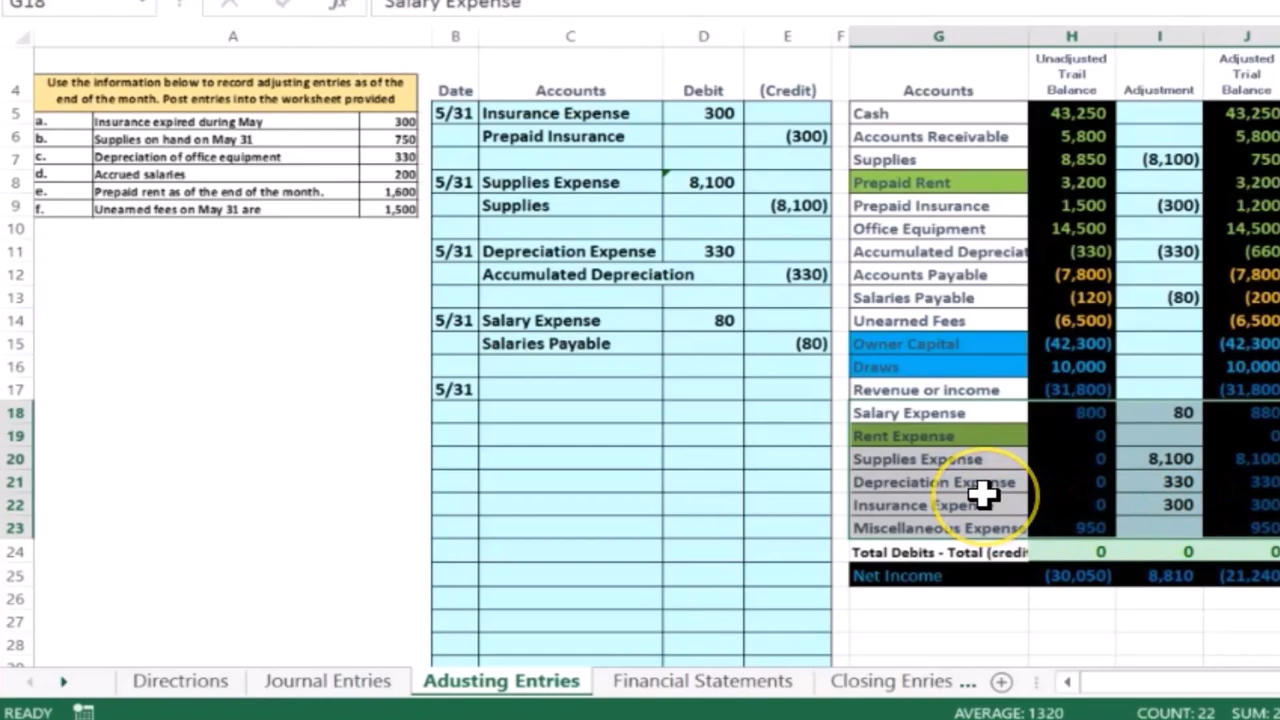 G18 fx Salary Expense
A B C D E F G H I J
4 Use the information below to record adjusting entries as of the
end of the month. Post entries into the worksheet provided
a. Insurance expired during May 300
b. Supplies on hand on May 31 750
c. Depreciation of office equipment 330
d. Accrued salaries 200
e. Prepaid rent as of the end of the month. 1,600
f. Unearned fees on May 31 are 1,500
Date Accounts Debit (Credit)
5/31 Insurance Expense 300
Prepaid Insurance (300)
5/31 Supplies Expense 8,100
Supplies (8,100)
5/31 Depreciation Expense 330
Accumulated Depreciation (330)
5/31 Salary Expense 80
Salaries Payable (80)
5/31
Unadjusted
Trail
Balance
Adjustment
Adjusted
Trial
Balance
Accounts
5 Cash 43,250 43,250
6 Accounts Receivable 5,800 5,800
7 Supplies 8,850 (8,100) 750
8 Prepaid Rent 3,200 3,200
9 Prepaid Insurance 1,500 (300) 1,200
10 Office Equipment 14,500 14,500
11 Accumulated Depreciat (330) (330) (660
12 Accounts Payable (7,800) (7,800
13 Salaries Payable (120) (80) (200
14 Unearned Fees (6,500) (6,500
15 Owner Capital (42,300) (42,300
16 Draws 10,000 10,000
17 Revenue or income (31,800) (31,800
18 Salary Expense 800 80 880
19 Rent Expense 0 0
20 Supplies Expense 0 8,100 8,100
21 Depreciation Expense 0 330 330
22 Insurance Expen 0 300 300
23 Miscellaneous Expense 950 950
24 Total Debits - Total (credi 0 0 0
25 Net Income (30,050) 8,810 (21,240
26
27
28
Directrions Journal Entries Adusting Entries Financial Statements Closing Enries ...
READY AVERAGE: 1320 COUNT: 22 SUM: 2